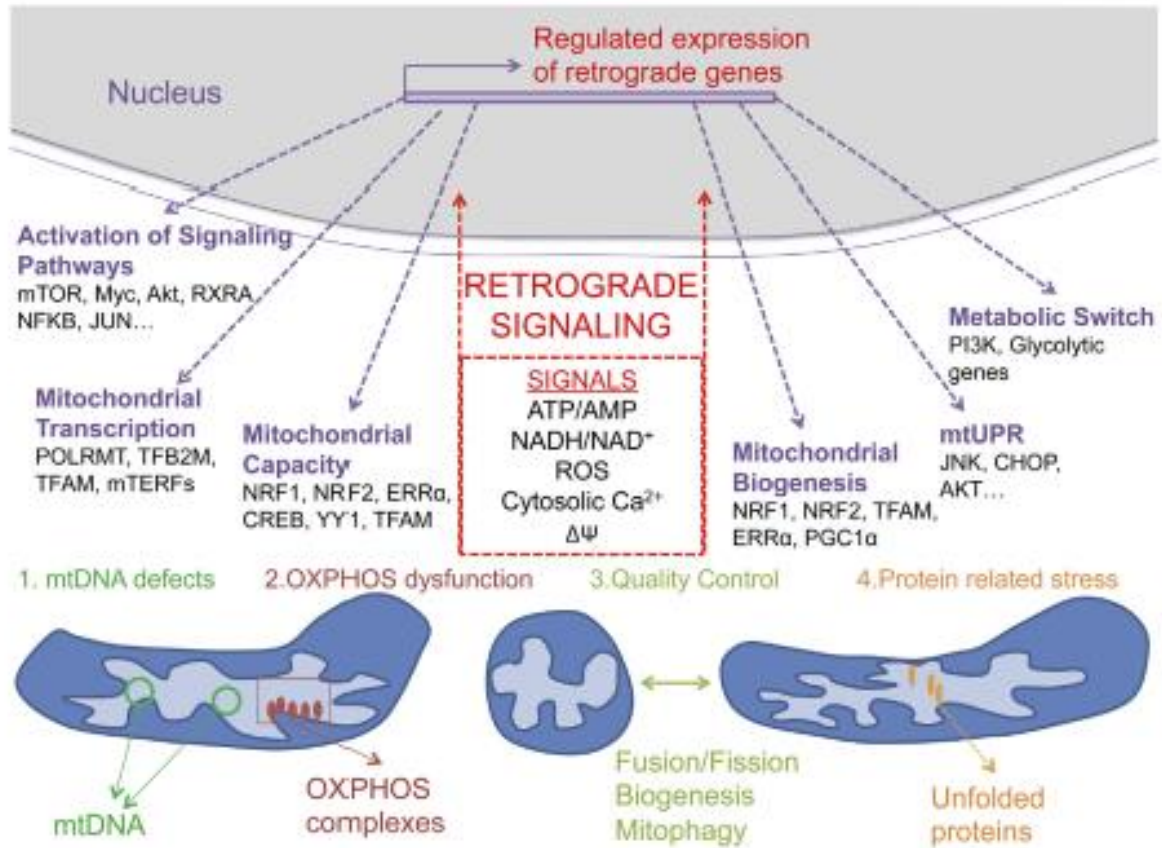 Regulated expression
of retrograde genes
Nucleus
Activation of Signaling
Pathways
mTOR, Myc, Akt, RXRA,
NFKB, JUN...
Mitochondrial
Transcription
POLRMT, TFB2M,
TFAM, mTERFs
Mitochondrial
Capacity
NRF1, NRF2, ERRα,
CREB, YY1, TFAM
RETROGRADE
SIGNALING
SIGNALS
ATP/AMP
NADH/NAD⁺
ROS
Cytosolic Ca²⁺
ΔΨ
Mitochondrial
Biogenesis
NRF1, NRF2, TFAM,
ERRα, PGC1α
mtUPR
JNK, CHOP,
AKT...
Metabolic Switch
PI3K, Glycolytic
genes
1. mtDNA defects
2.OXPHOS dysfunction
3.Quality Control
4.Protein related stress
mtDNA
OXPHOS
complexes
Fusion/Fission
Biogenesis
Mitophagy
Unfolded
proteins